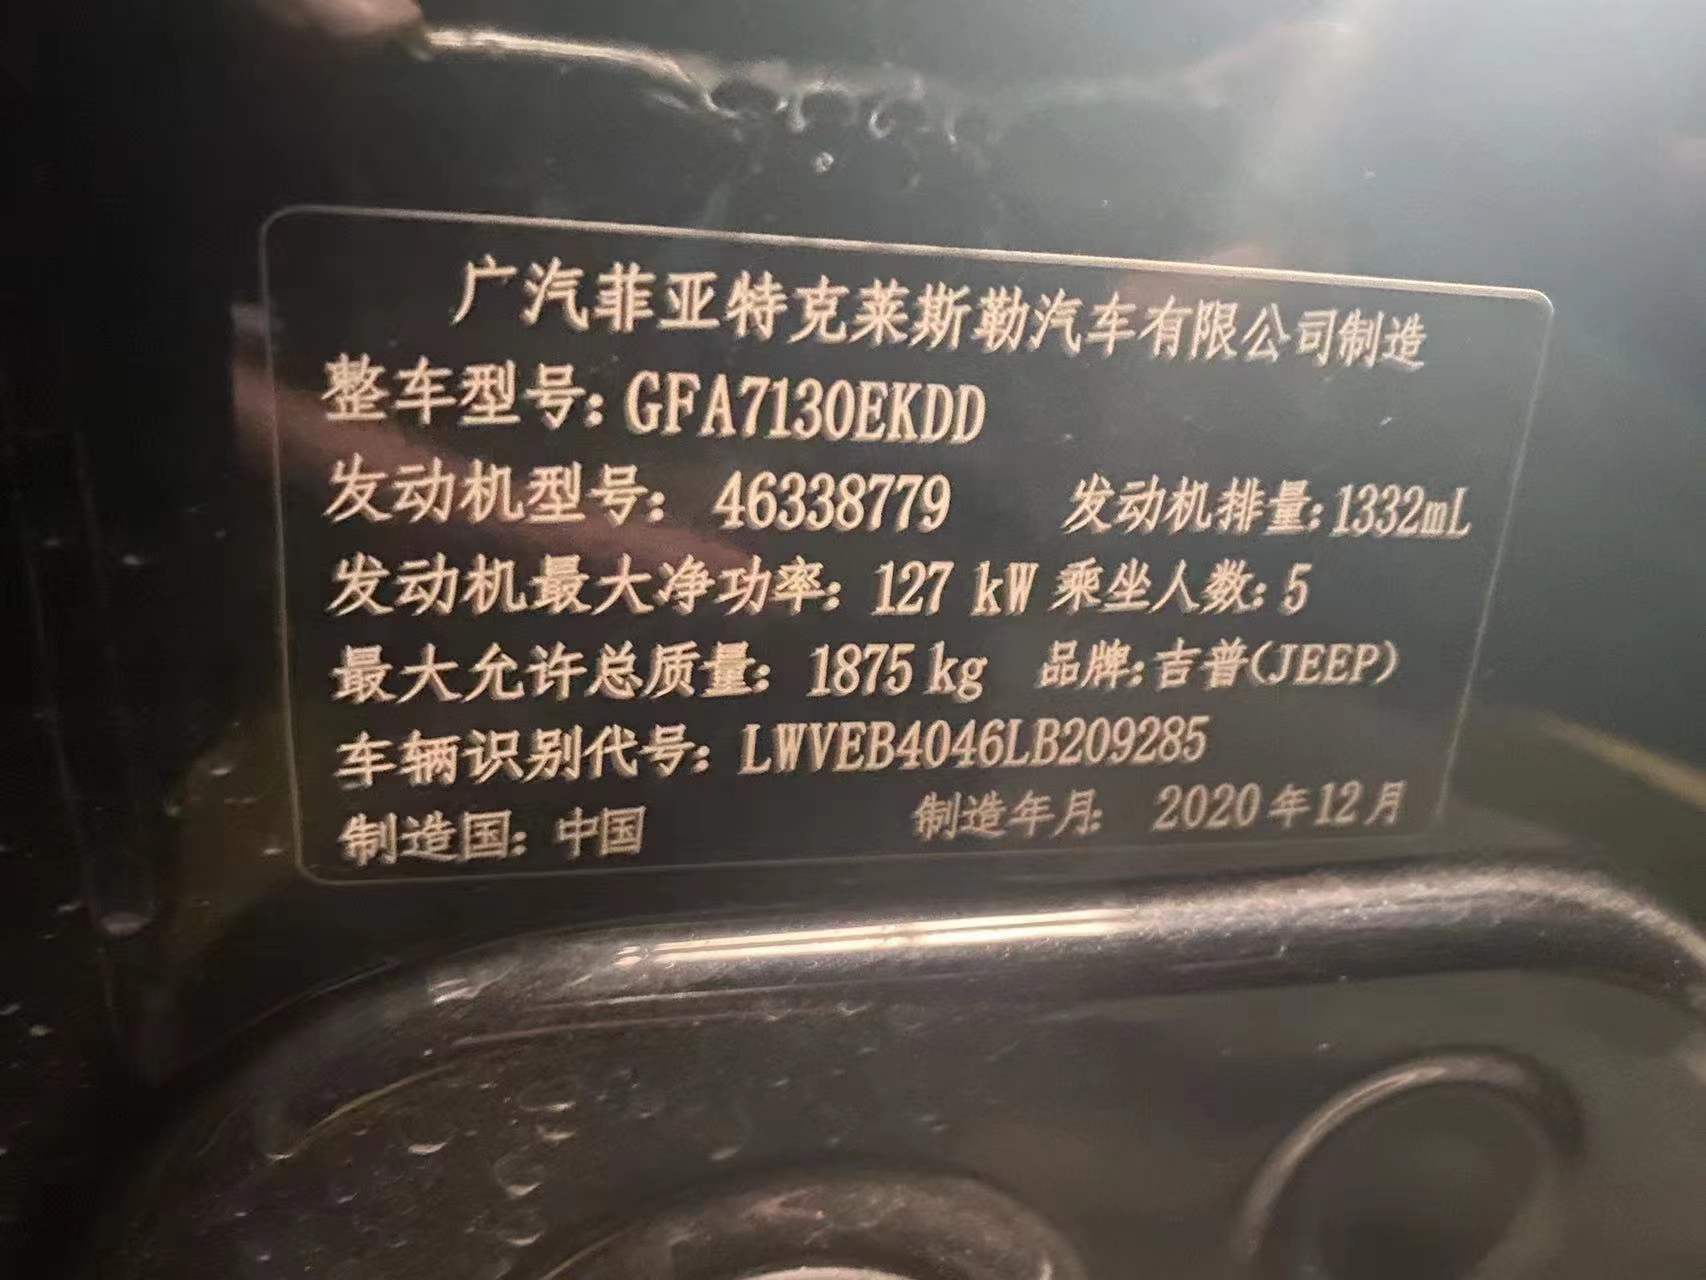 广汽菲亚特克莱斯勒汽车有限公司制造
整车型号: GFA7130EKDD
发动机型号: 46338779 发动机排量: 1332mL
发动机最大净功率: 127 kW 乘坐人数: 5
最大允许总质量: 1875 kg 品牌: 吉普(JEEP)
车辆识别代号: LWVEB4046LB209285
制造国: 中国 制造年月: 2020年12月